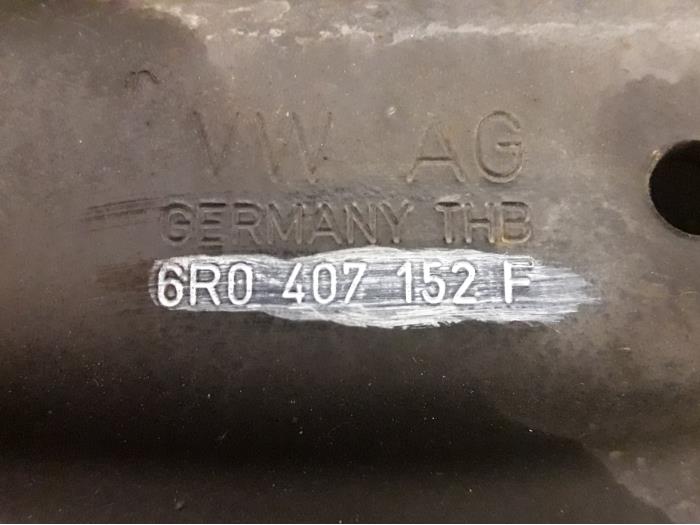 VW AG
GERMANY THB
6R0 407 152 F